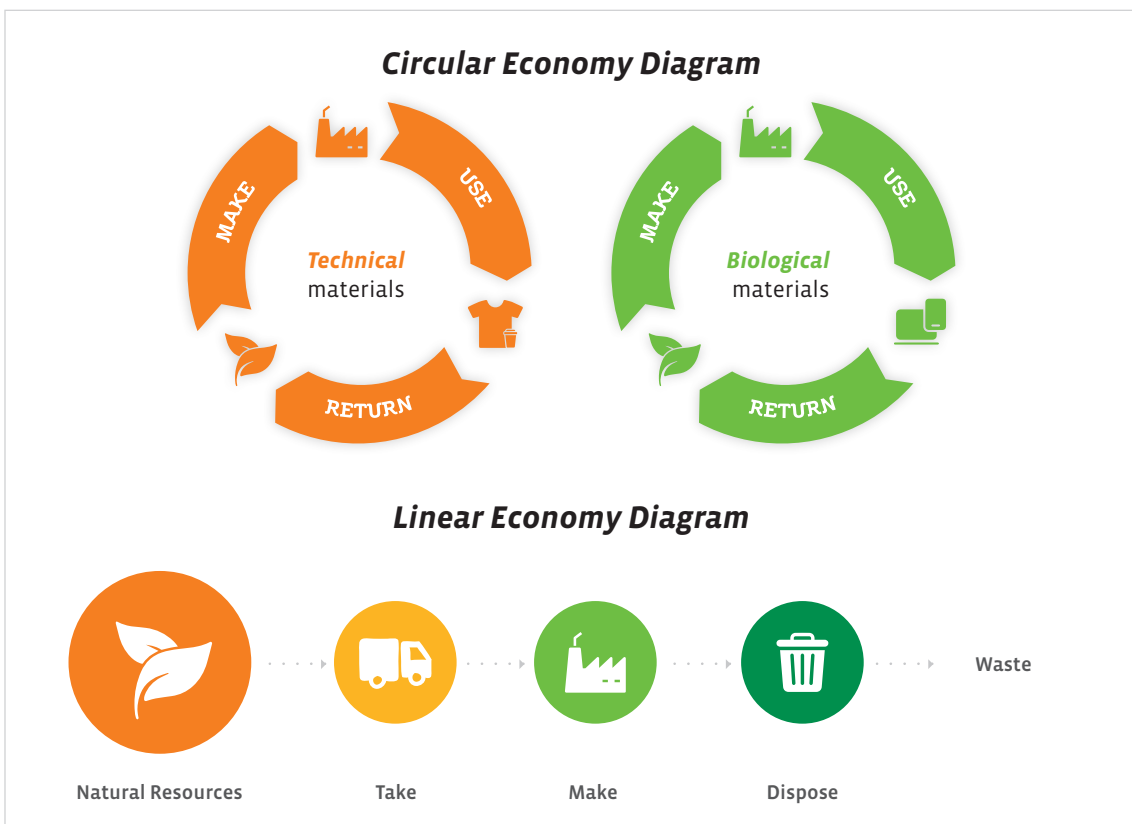 Circular Economy Diagram
MAKE
USE
Technical
materials
RETURN
MAKE
USE
Biological
materials
RETURN
Linear Economy Diagram
Waste
Natural Resources
Take
Make
Dispose